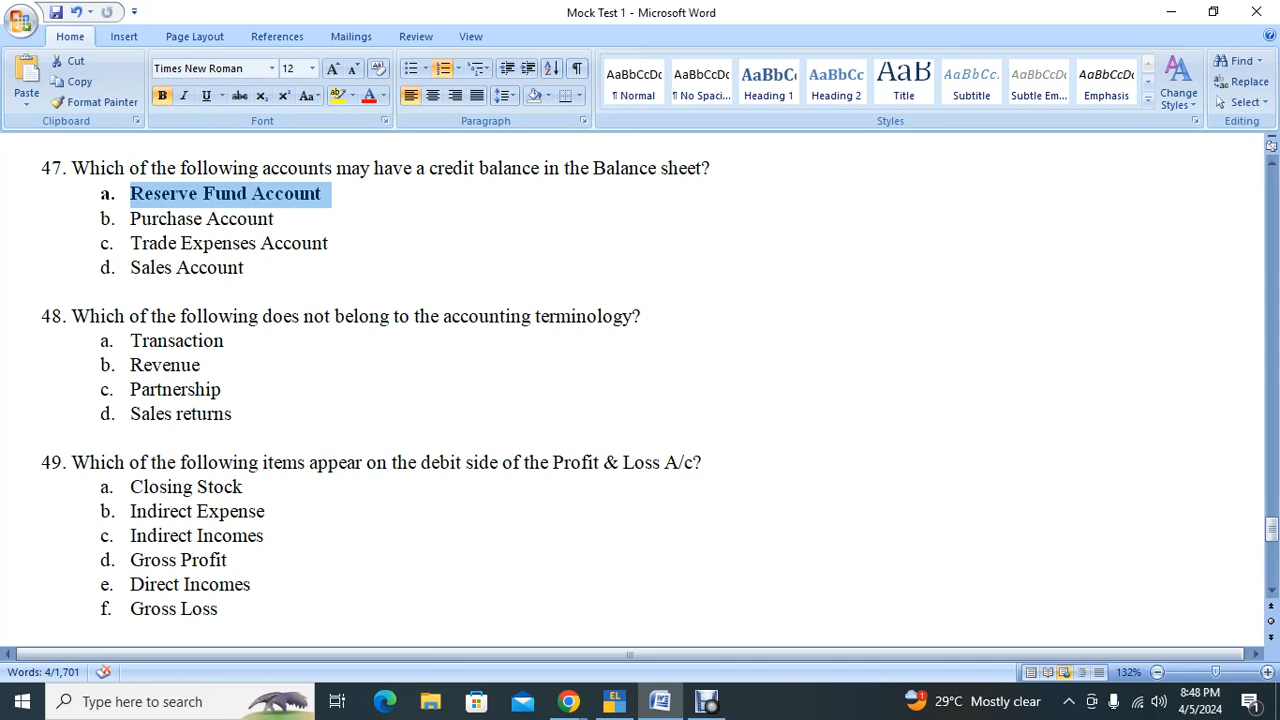 Mock Test 1 - Microsoft Word
Home Insert Page Layout References Mailings Review View
Paste
Cut
Copy
Format Painter
Clipboard
Times New Roman 12
Font
Paragraph
AaBbCcDc AaBbCcDc AaBbC AaBbCc AaB AaBbCc. AaBbCcDc AaBbCcDc
¶ Normal ¶ No Spaci... Heading 1 Heading 2 Title Subtitle Subtle Em... Emphasis
Change Styles
Styles
Find
Replace
Select
Editing
47. Which of the following accounts may have a credit balance in the Balance sheet?
a. Reserve Fund Account
b. Purchase Account
c. Trade Expenses Account
d. Sales Account
48. Which of the following does not belong to the accounting terminology?
a. Transaction
b. Revenue
c. Partnership
d. Sales returns
49. Which of the following items appear on the debit side of the Profit & Loss A/c?
a. Closing Stock
b. Indirect Expense
c. Indirect Incomes
d. Gross Profit
e. Direct Incomes
f. Gross Loss
Words: 4/1,701
132%
Type here to search
29°C Mostly clear
8:48 PM
4/5/2024